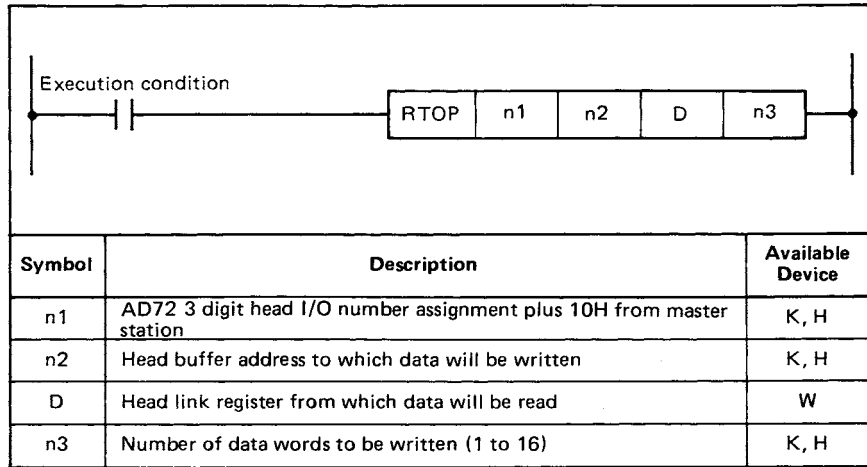 Execution condition
RTOP n1 n2 D n3
Symbol Description Available
Device
n1 AD72 3 digit head I/O number assignment plus 10H from master
station K, H
n2 Head buffer address to which data will be written K, H
D Head link register from which data will be read W
n3 Number of data words to be written (1 to 16) K, H